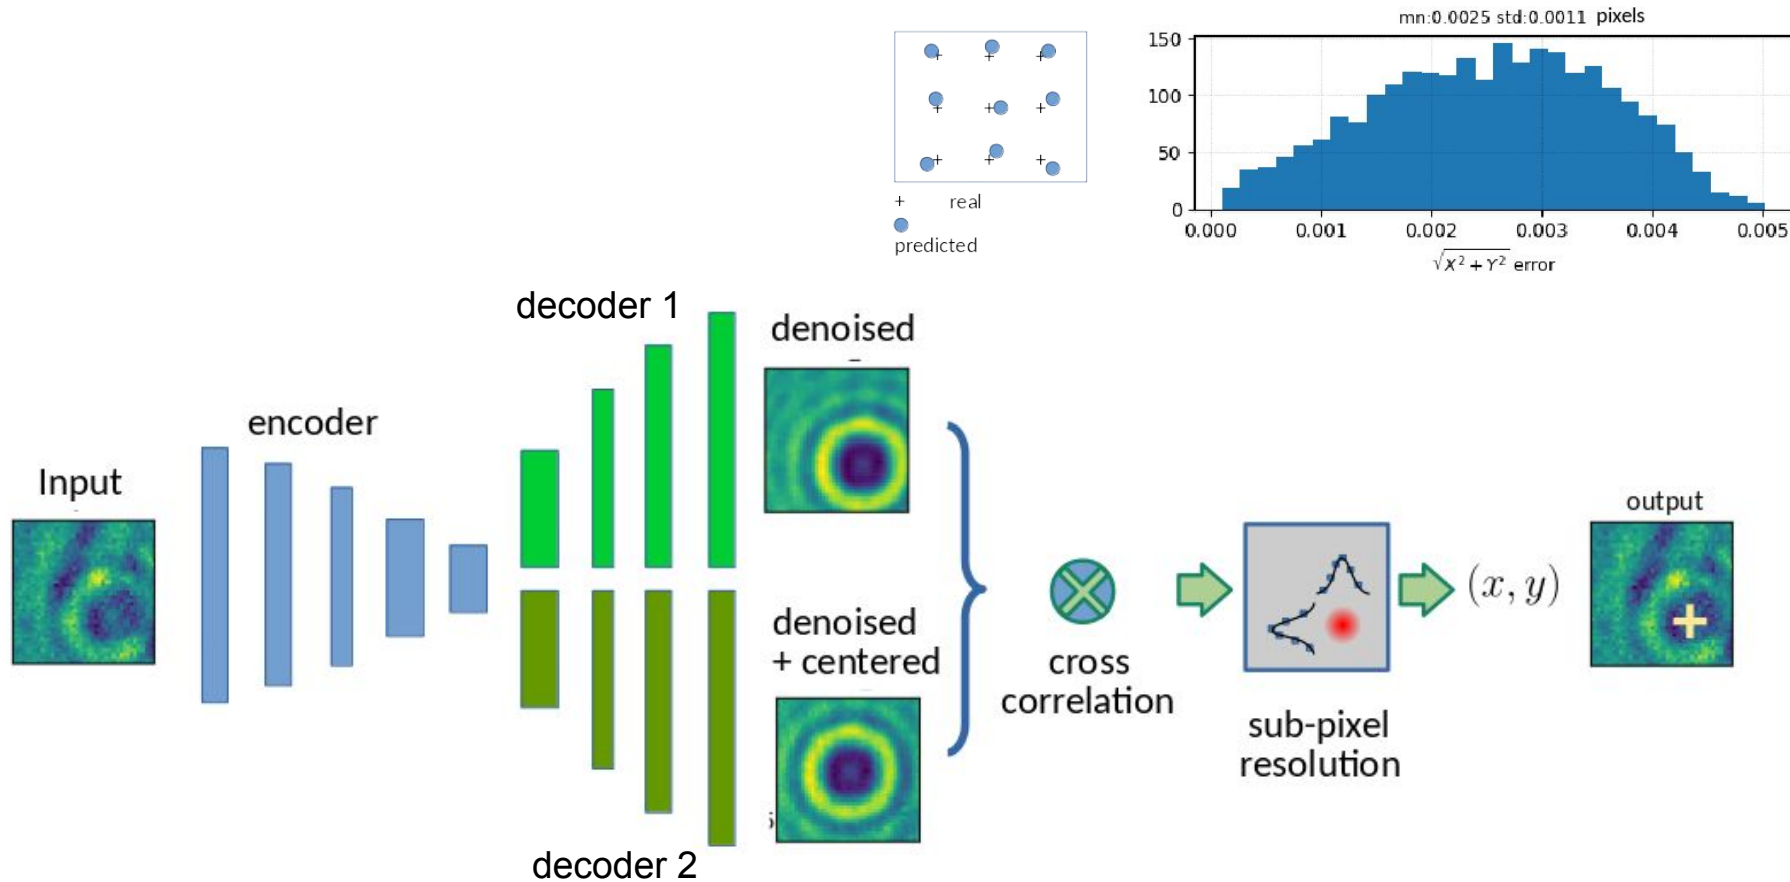 mn:0.0025 std:0.0011 pixels
150
100
50
0
0.000 0.001 0.002 0.003 0.004 0.005
√X² + Y² error
+ real
predicted
decoder 1
denoised
encoder
Input
output
(x, y)
denoised
+ centered
cross
correlation
sub-pixel
resolution
decoder 2